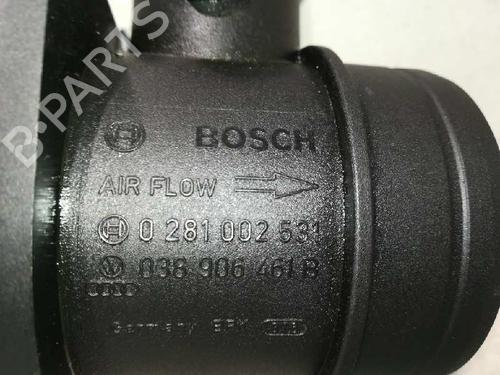 B-PARTS
BOSCH
AIR FLOW
0 281 002 531
038 906 461 B
Germany